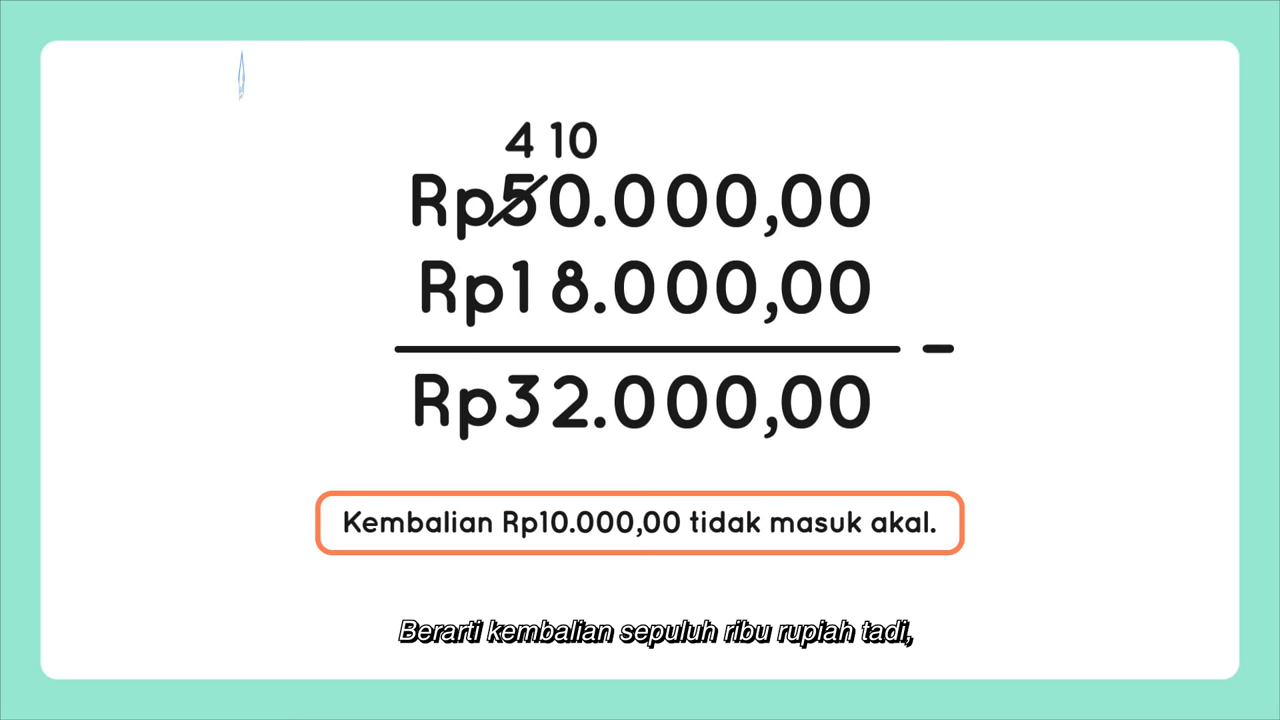 4 10
Rp50.000,00
Rp18.000,00
-
Rp32.000,00
Kembalian Rp10.000,00 tidak masuk akal.
Berarti kembalian sepuluh ribu rupiah tadi,